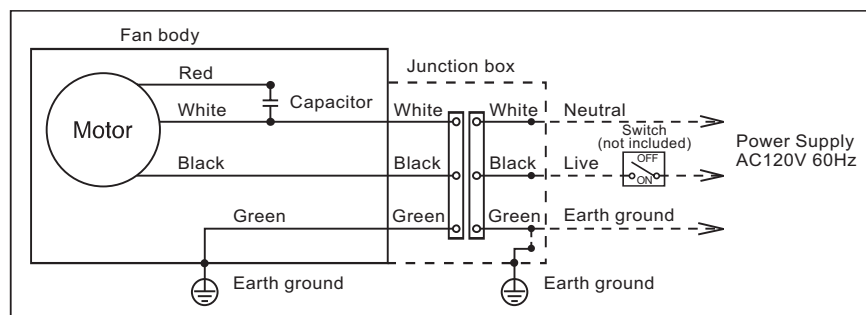 Fan body
Junction box
Red
Capacitor
White
White
White
Neutral
Motor
Switch
(not included)
OFF
ON
Power Supply
AC120V 60Hz
Black
Black
Black
Live
Green
Green
Green
Earth ground
Earth ground
Earth ground